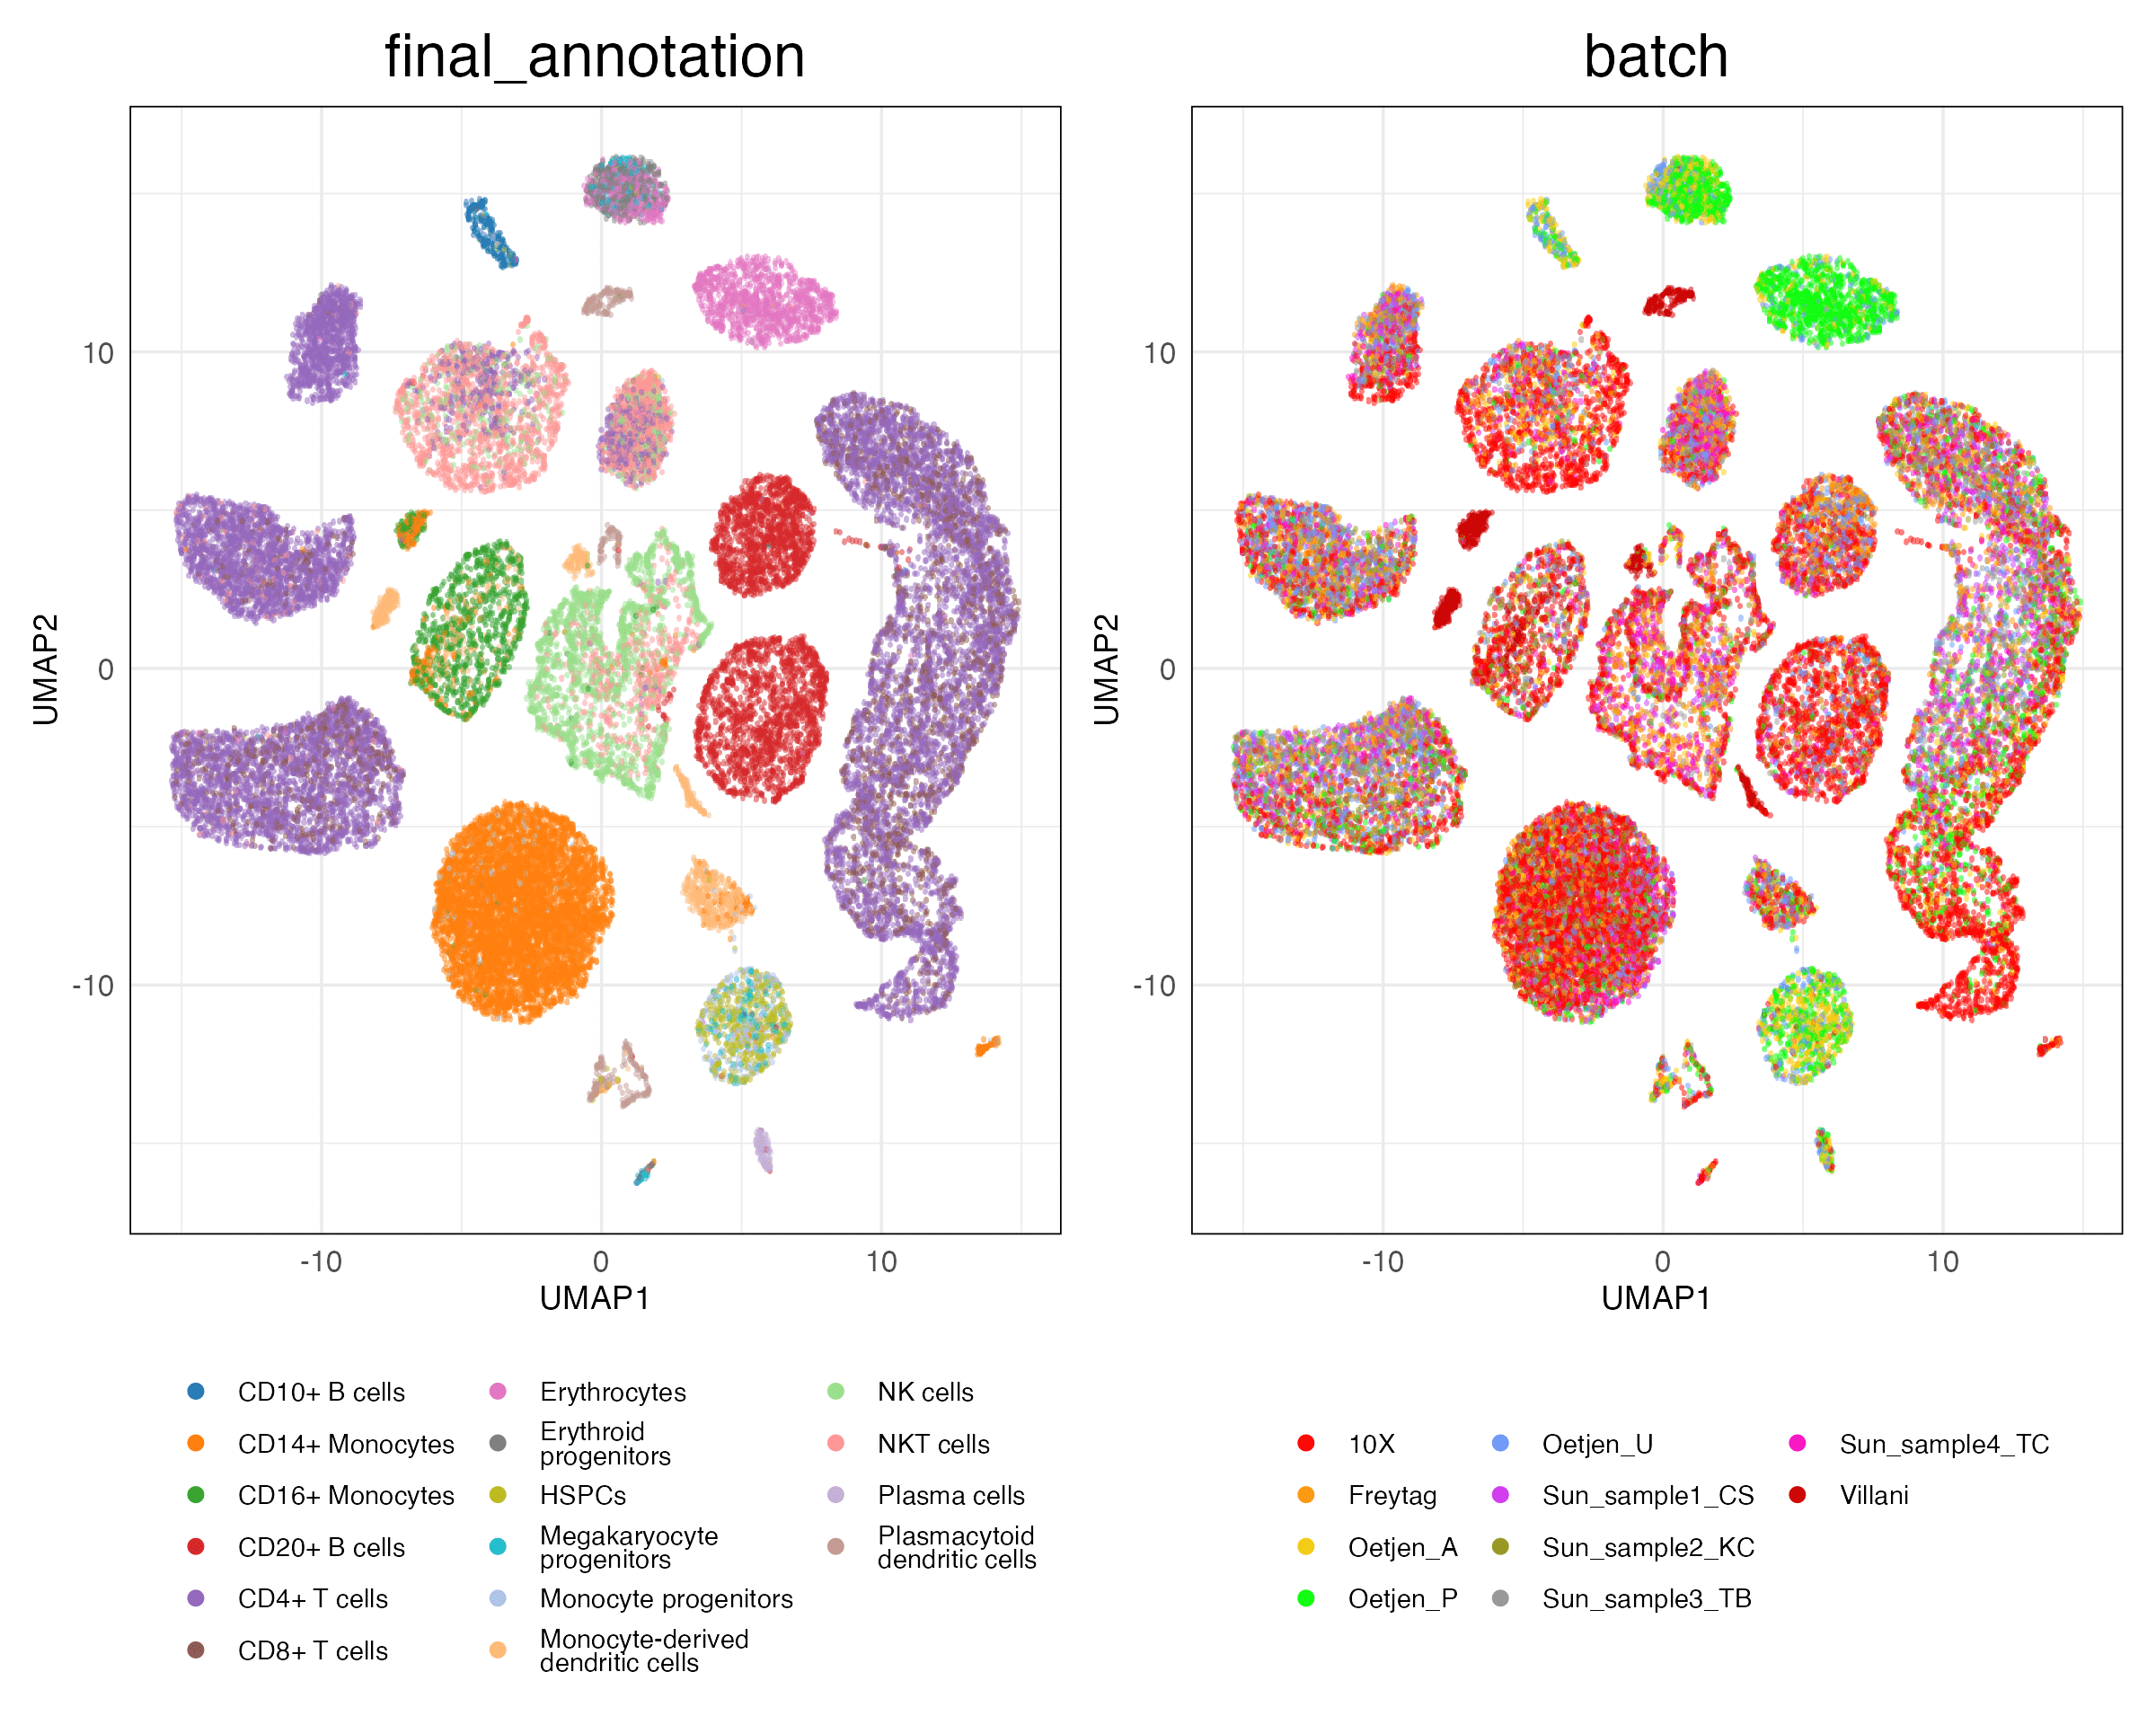 final_annotation
batch
UMAP2
10
0
-10
-10
0
10
UMAP1
UMAP2
10
0
-10
-10
0
10
UMAP1
CD10+ B cells
CD14+ Monocytes
CD16+ Monocytes
CD20+ B cells
CD4+ T cells
CD8+ T cells
Erythrocytes
Erythroid
progenitors
HSPCs
Megakaryocyte
progenitors
Monocyte progenitors
Monocyte-derived
dendritic cells
NK cells
NKT cells
Plasma cells
Plasmacytoid
dendritic cells
10X
Freytag
Oetjen_A
Oetjen_P
Oetjen_U
Sun_sample1_CS
Sun_sample2_KC
Sun_sample3_TB
Sun_sample4_TC
Villani